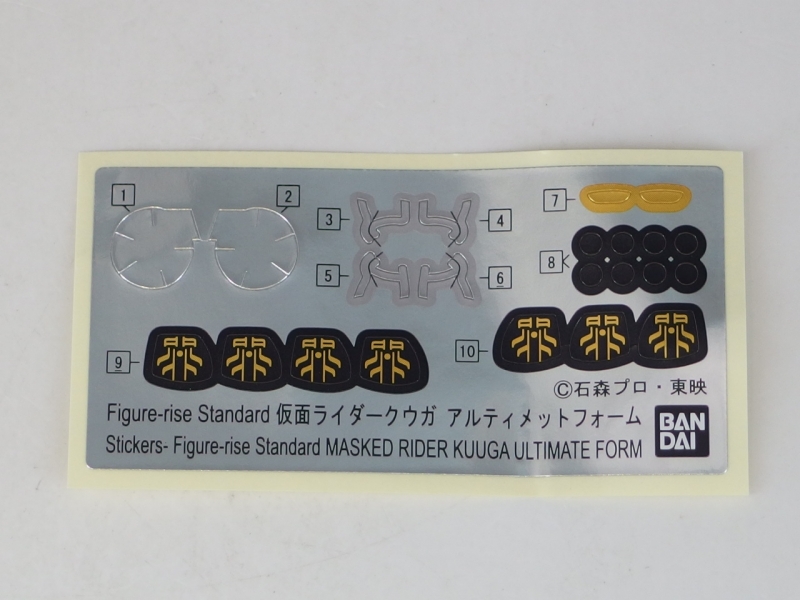 1
2
3
4
5
6
7
8
9
10
©石森プロ・東映
Figure-rise Standard 仮面ライダークウガ アルティメットフォーム
Stickers- Figure-rise Standard MASKED RIDER KUUGA ULTIMATE FORM
BAN
DAI